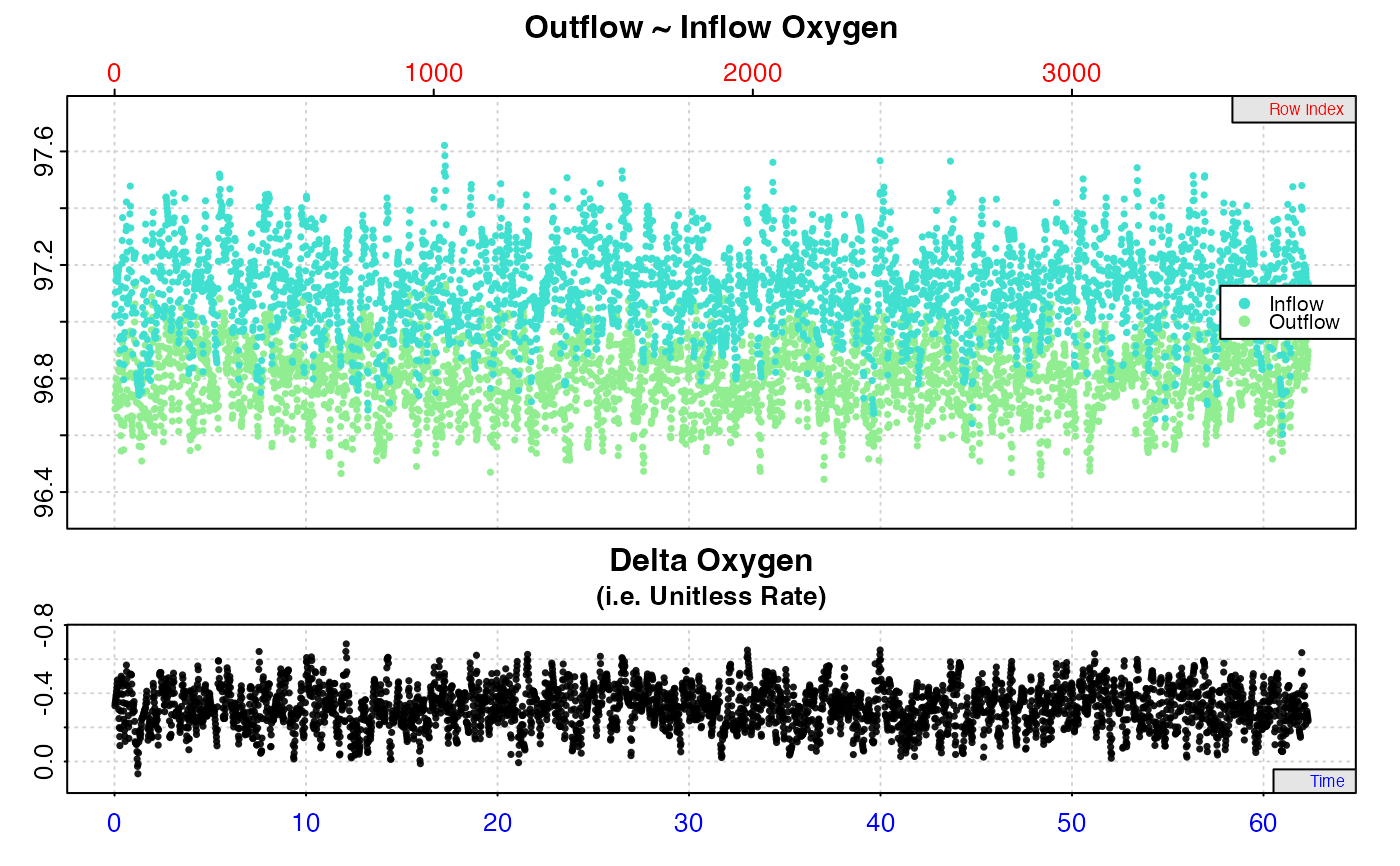 Outflow ~ Inflow Oxygen
0 1000 2000 3000
Row Index
97.6
97.2
96.8
96.4
Inflow
Outflow
Delta Oxygen
(i.e. Unitless Rate)
-0.8
-0.4
0.0
Time
0 10 20 30 40 50 60